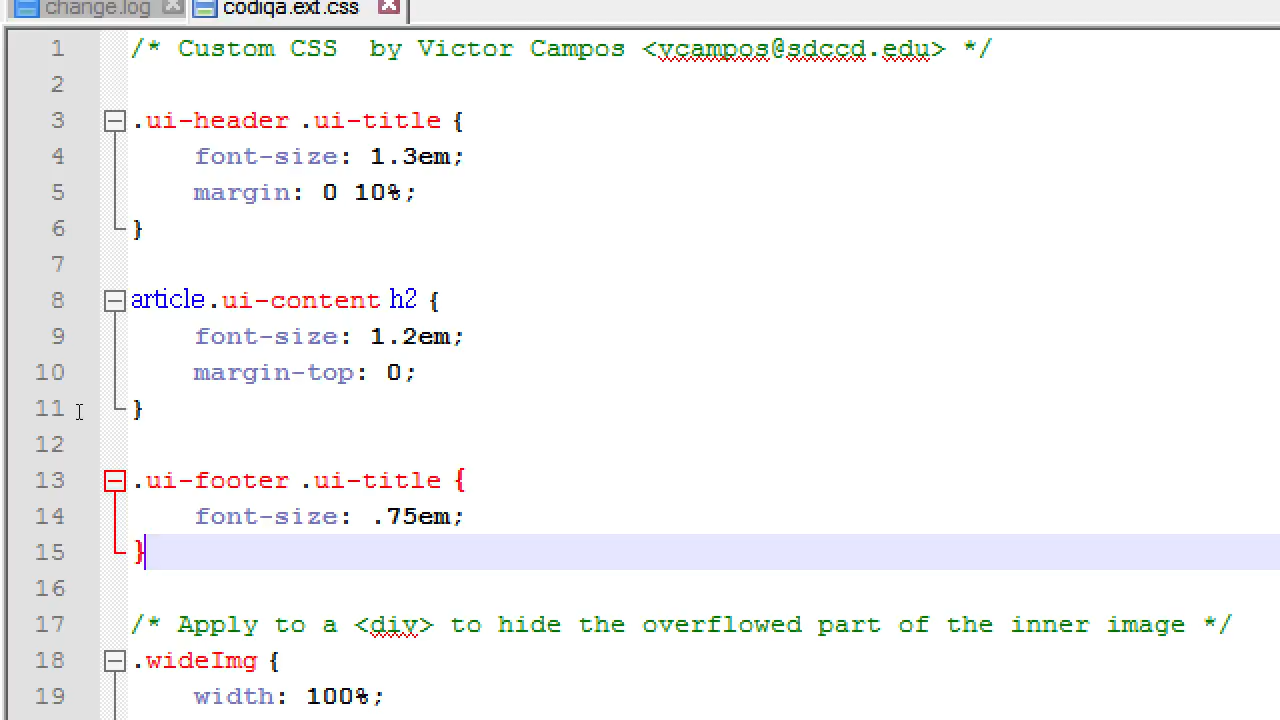 change.log codiqa.ext.css
1 /* Custom CSS  by Victor Campos <vcampos@sdccd.edu> */
2
3 .ui-header .ui-title {
4 font-size: 1.3em;
5 margin: 0 10%;
6 }
7
8 article.ui-content h2 {
9 font-size: 1.2em;
10 margin-top: 0;
11 }
12
13 .ui-footer .ui-title {
14 font-size: .75em;
15 }
16
17 /* Apply to a <div> to hide the overflowed part of the inner image */
18 .wideImg {
19 width: 100%;